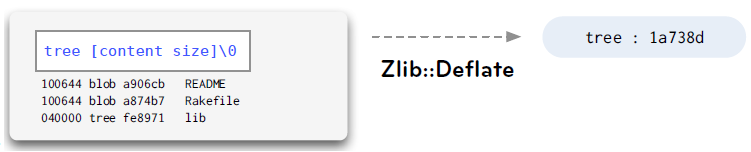 tree [content size]\0
100644 blob a906cb README
100644 blob a874b7 Rakefile
040000 tree fe8971 lib
Zlib::Deflate
tree : 1a738d